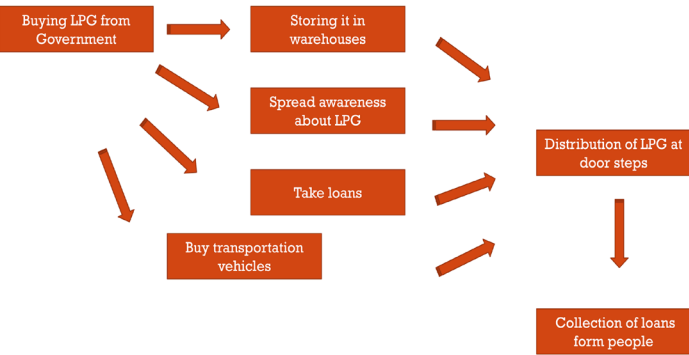 Buying LPG from
Government
Storing it in
warehouses
Spread awareness
about LPG
Distribution of LPG at
door steps
Take loans
Buy transportation
vehicles
Collection of loans
form people